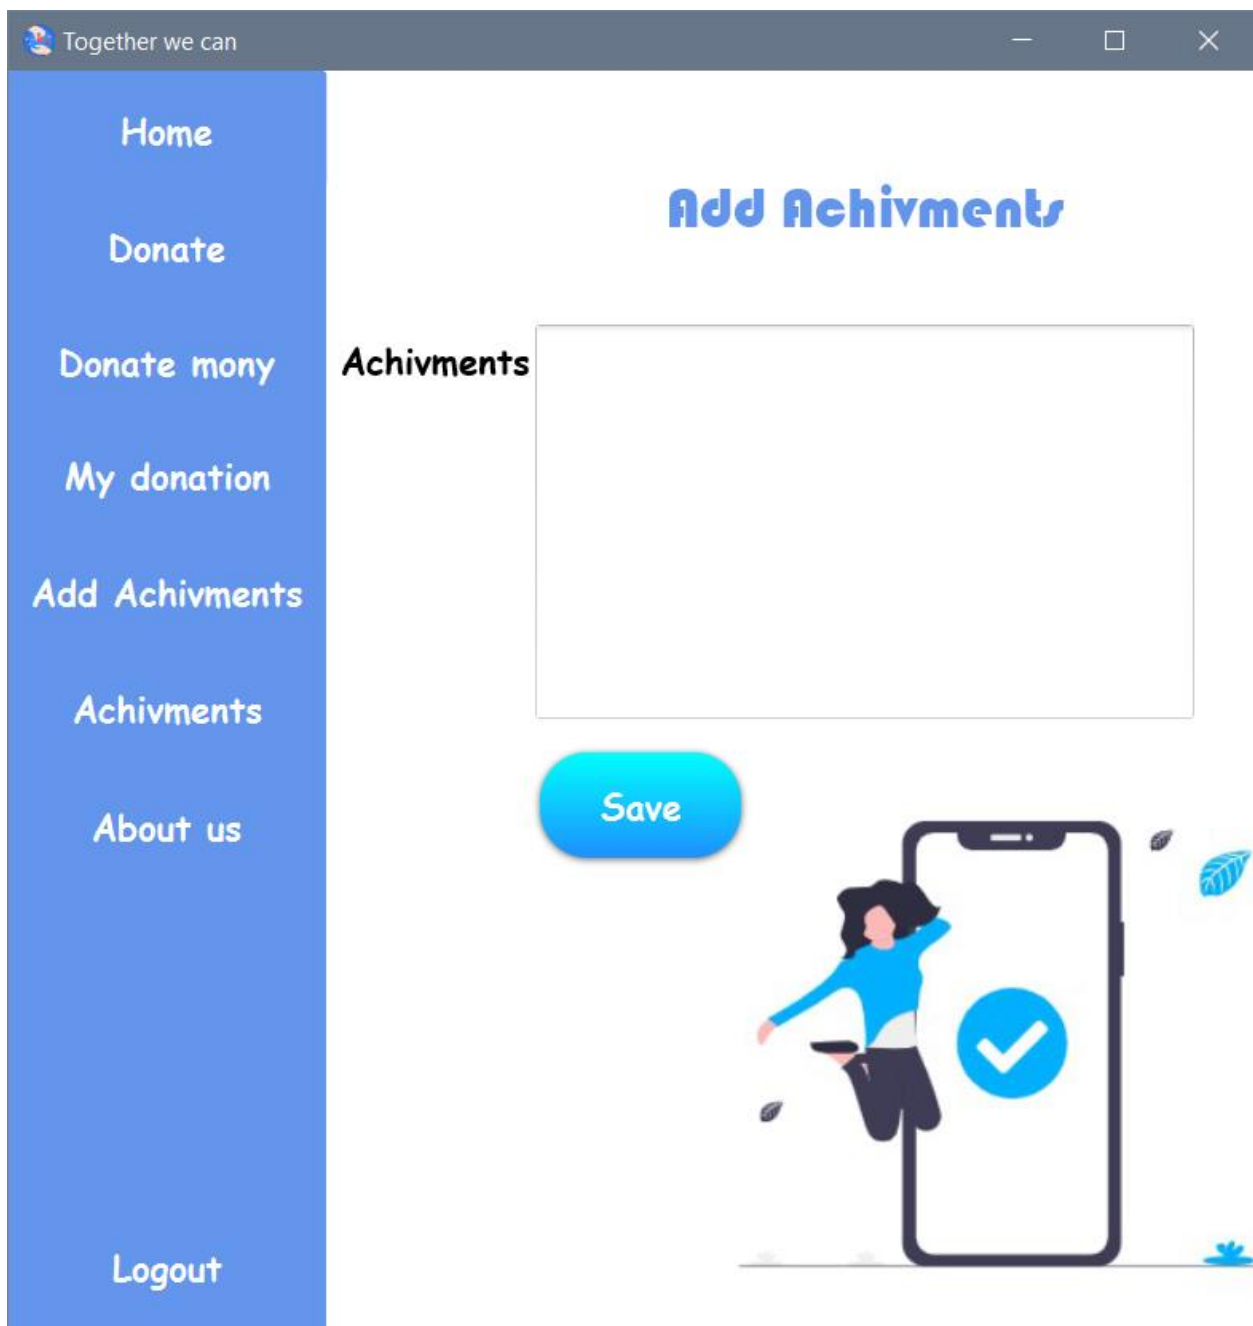 Together we can
Home
Donate
Donate mony
My donation
Add Achivments
Achivments
About us
Logout
Add Achivments
Achivments
Save